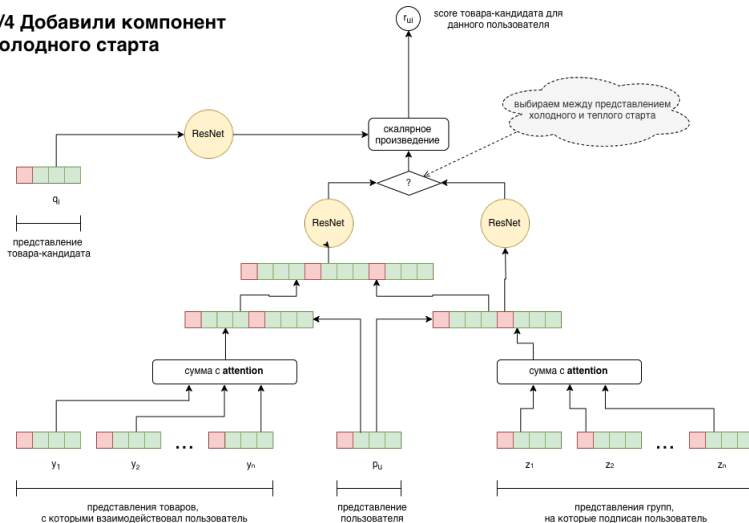 /4 Добавили компонент
олодного старта
r_ui
score товара-кандидата для
данного пользователя
выбираем между представлением
холодного и теплого старта
ResNet
скалярное
произведение
?
q_i
представление
товара-кандидата
ResNet
ResNet
сумма с attention
сумма с attention
y_1
y_2
...
y_n
p_u
z_1
z_2
...
z_n
представления товаров,
с которыми взаимодействовал пользователь
представление
пользователя
представления групп,
на которые подписан пользователь